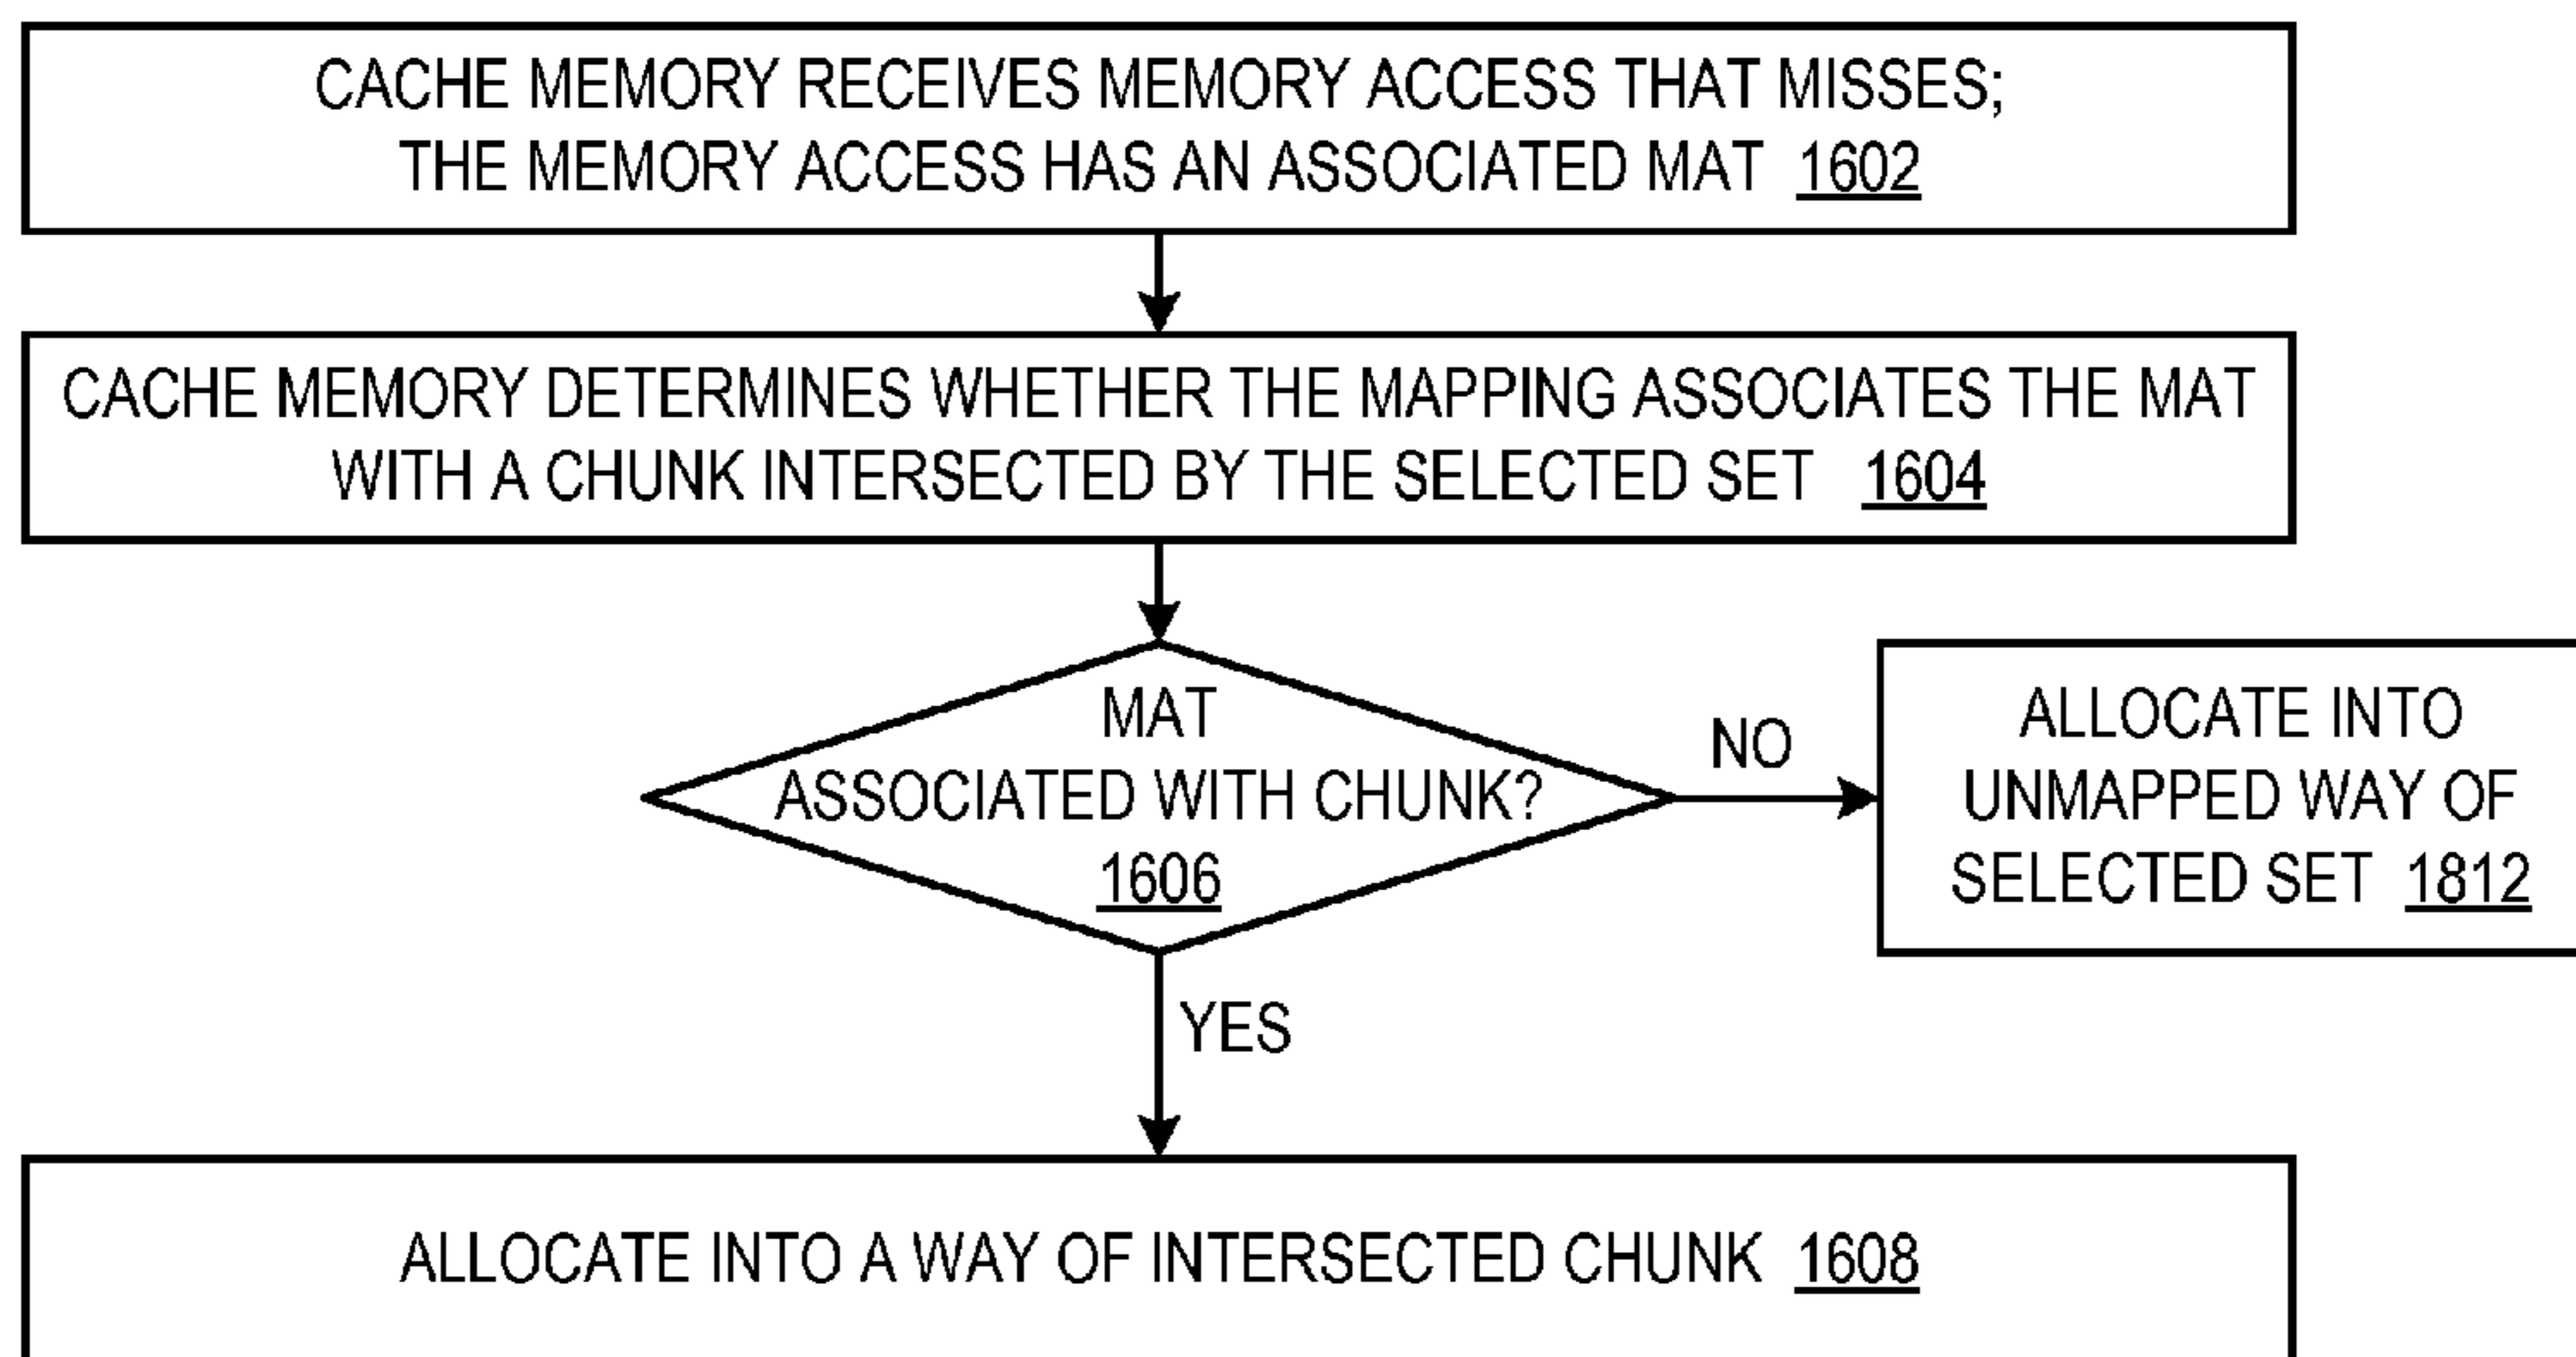 CACHE MEMORY RECEIVES MEMORY ACCESS THAT MISSES;
THE MEMORY ACCESS HAS AN ASSOCIATED MAT 1602
CACHE MEMORY DETERMINES WHETHER THE MAPPING ASSOCIATES THE MAT
WITH A CHUNK INTERSECTED BY THE SELECTED SET 1604
MAT
ASSOCIATED WITH CHUNK?
1606
NO
ALLOCATE INTO
UNMAPPED WAY OF
SELECTED SET 1812
YES
ALLOCATE INTO A WAY OF INTERSECTED CHUNK 1608